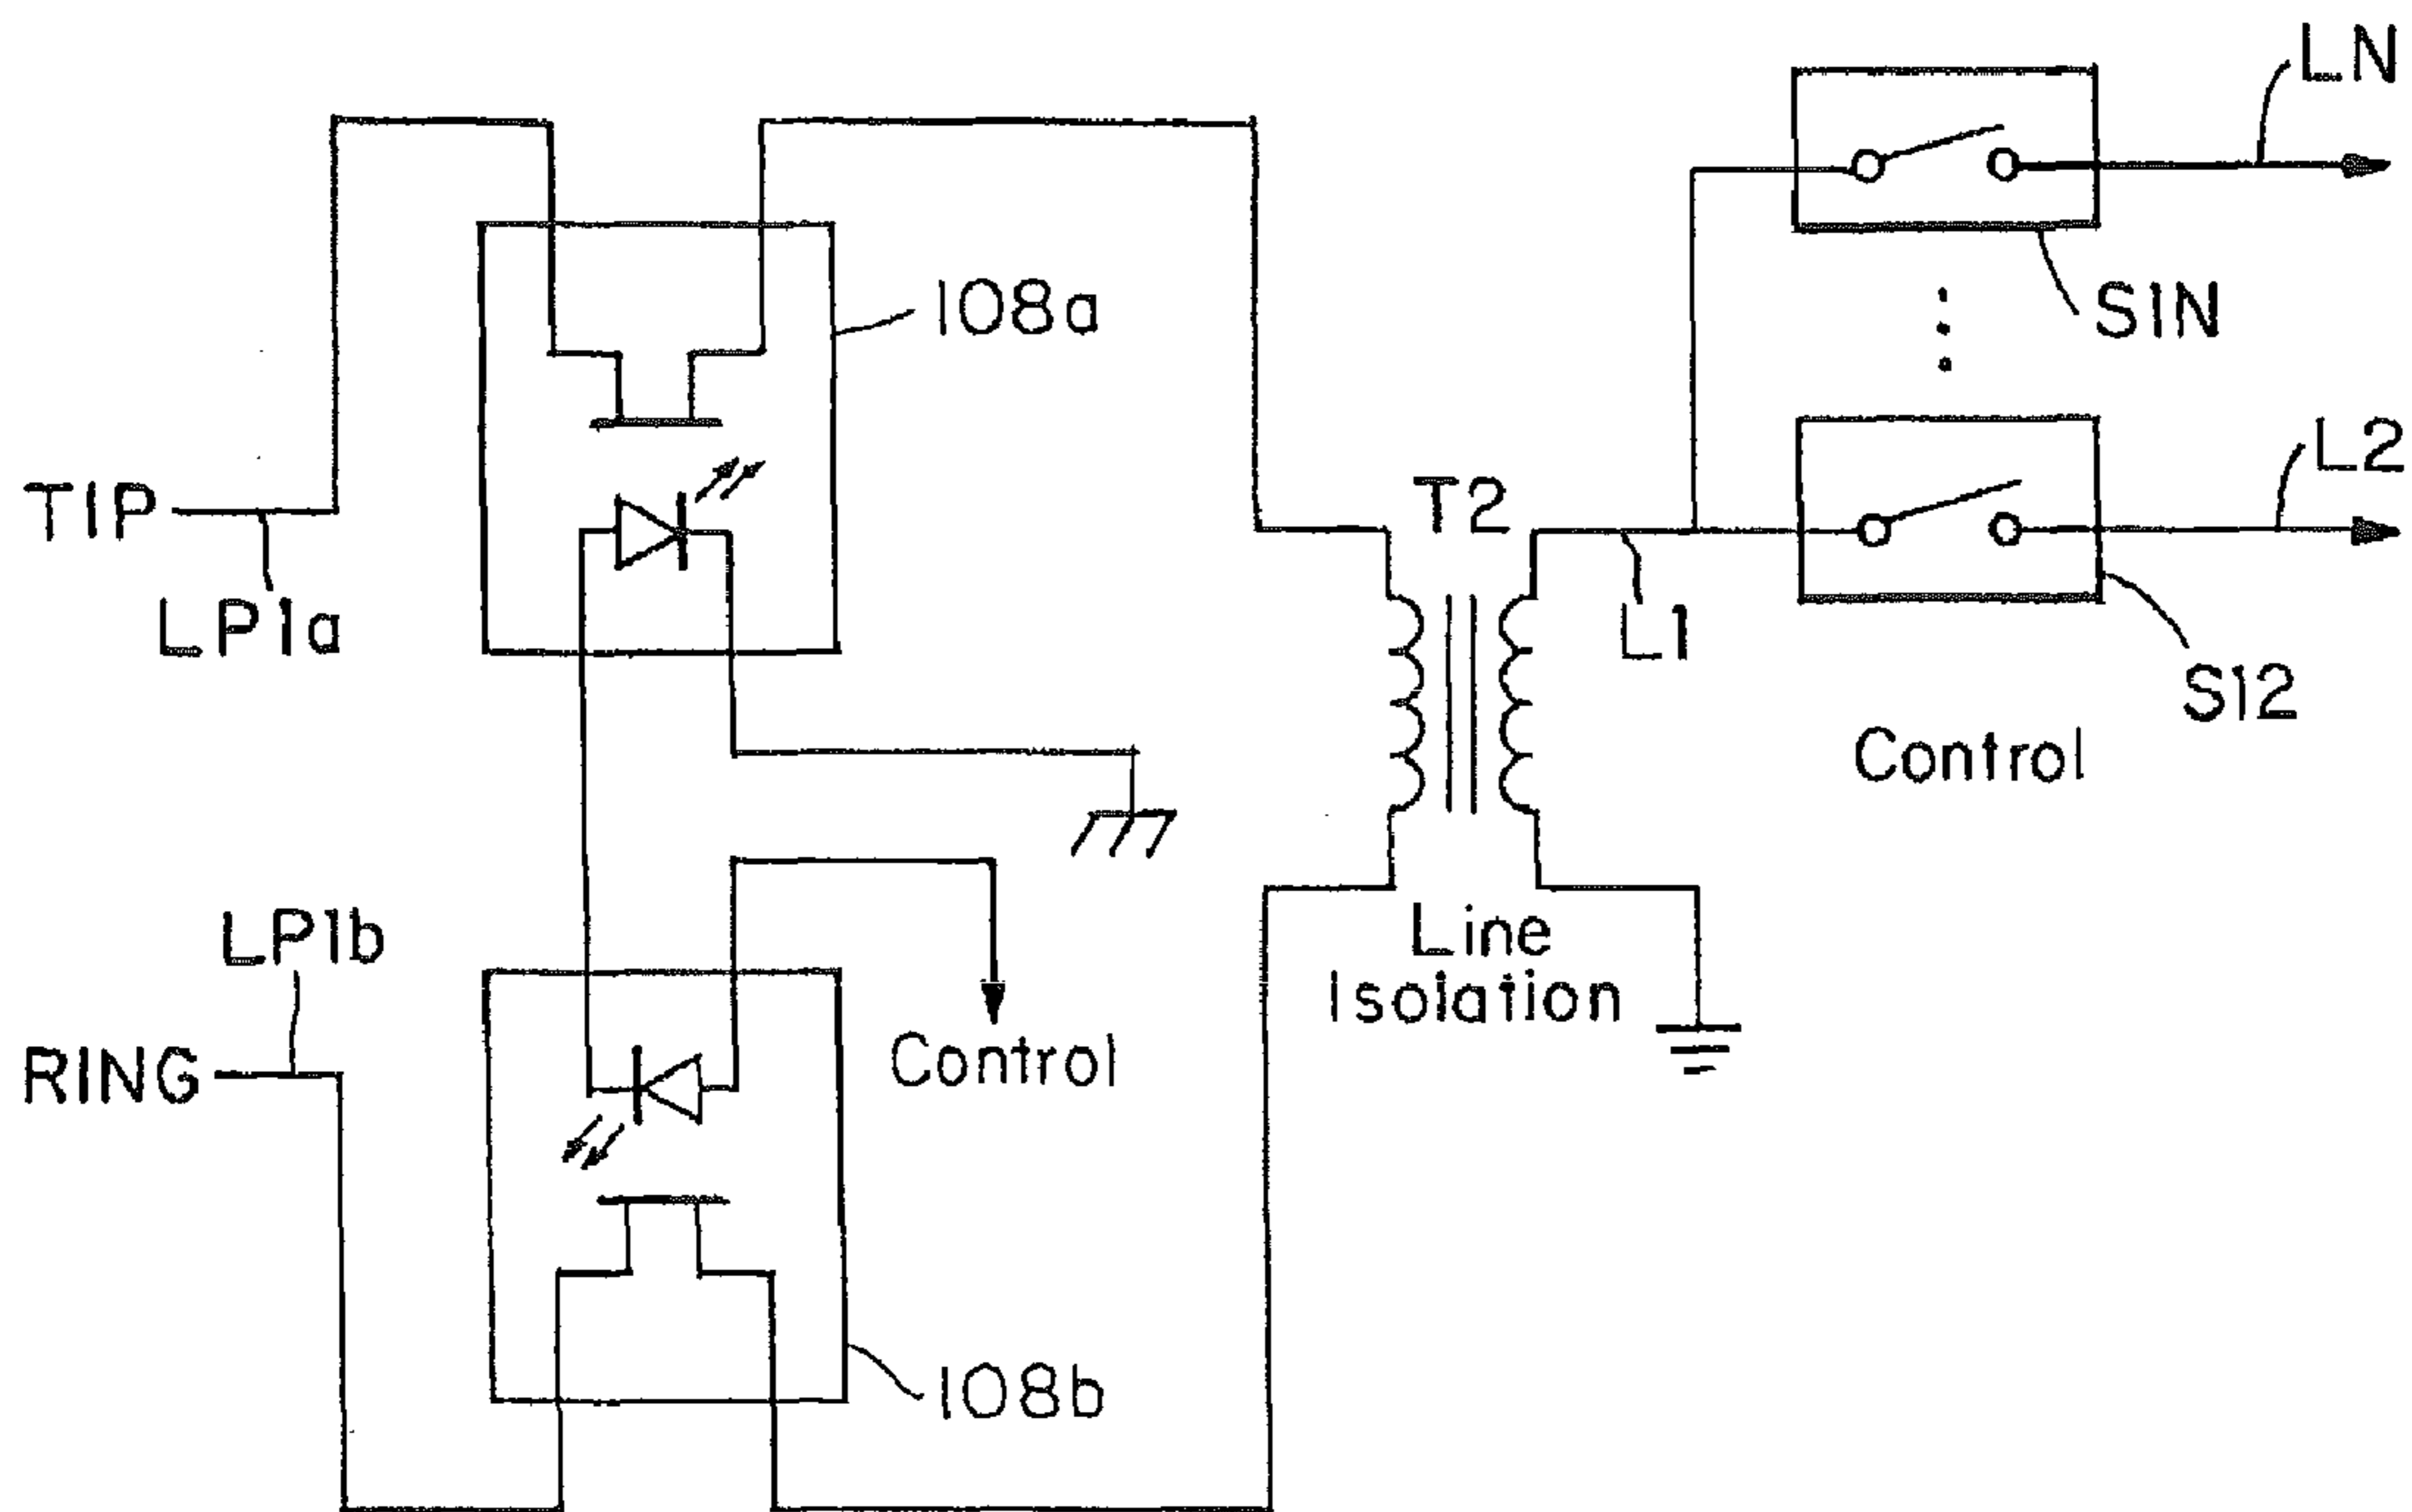 LN
S1N
108a
TIP
LP1a
T2
L1
L2
S12
Control
LP1b
RING
Control
Line
Isolation
108b